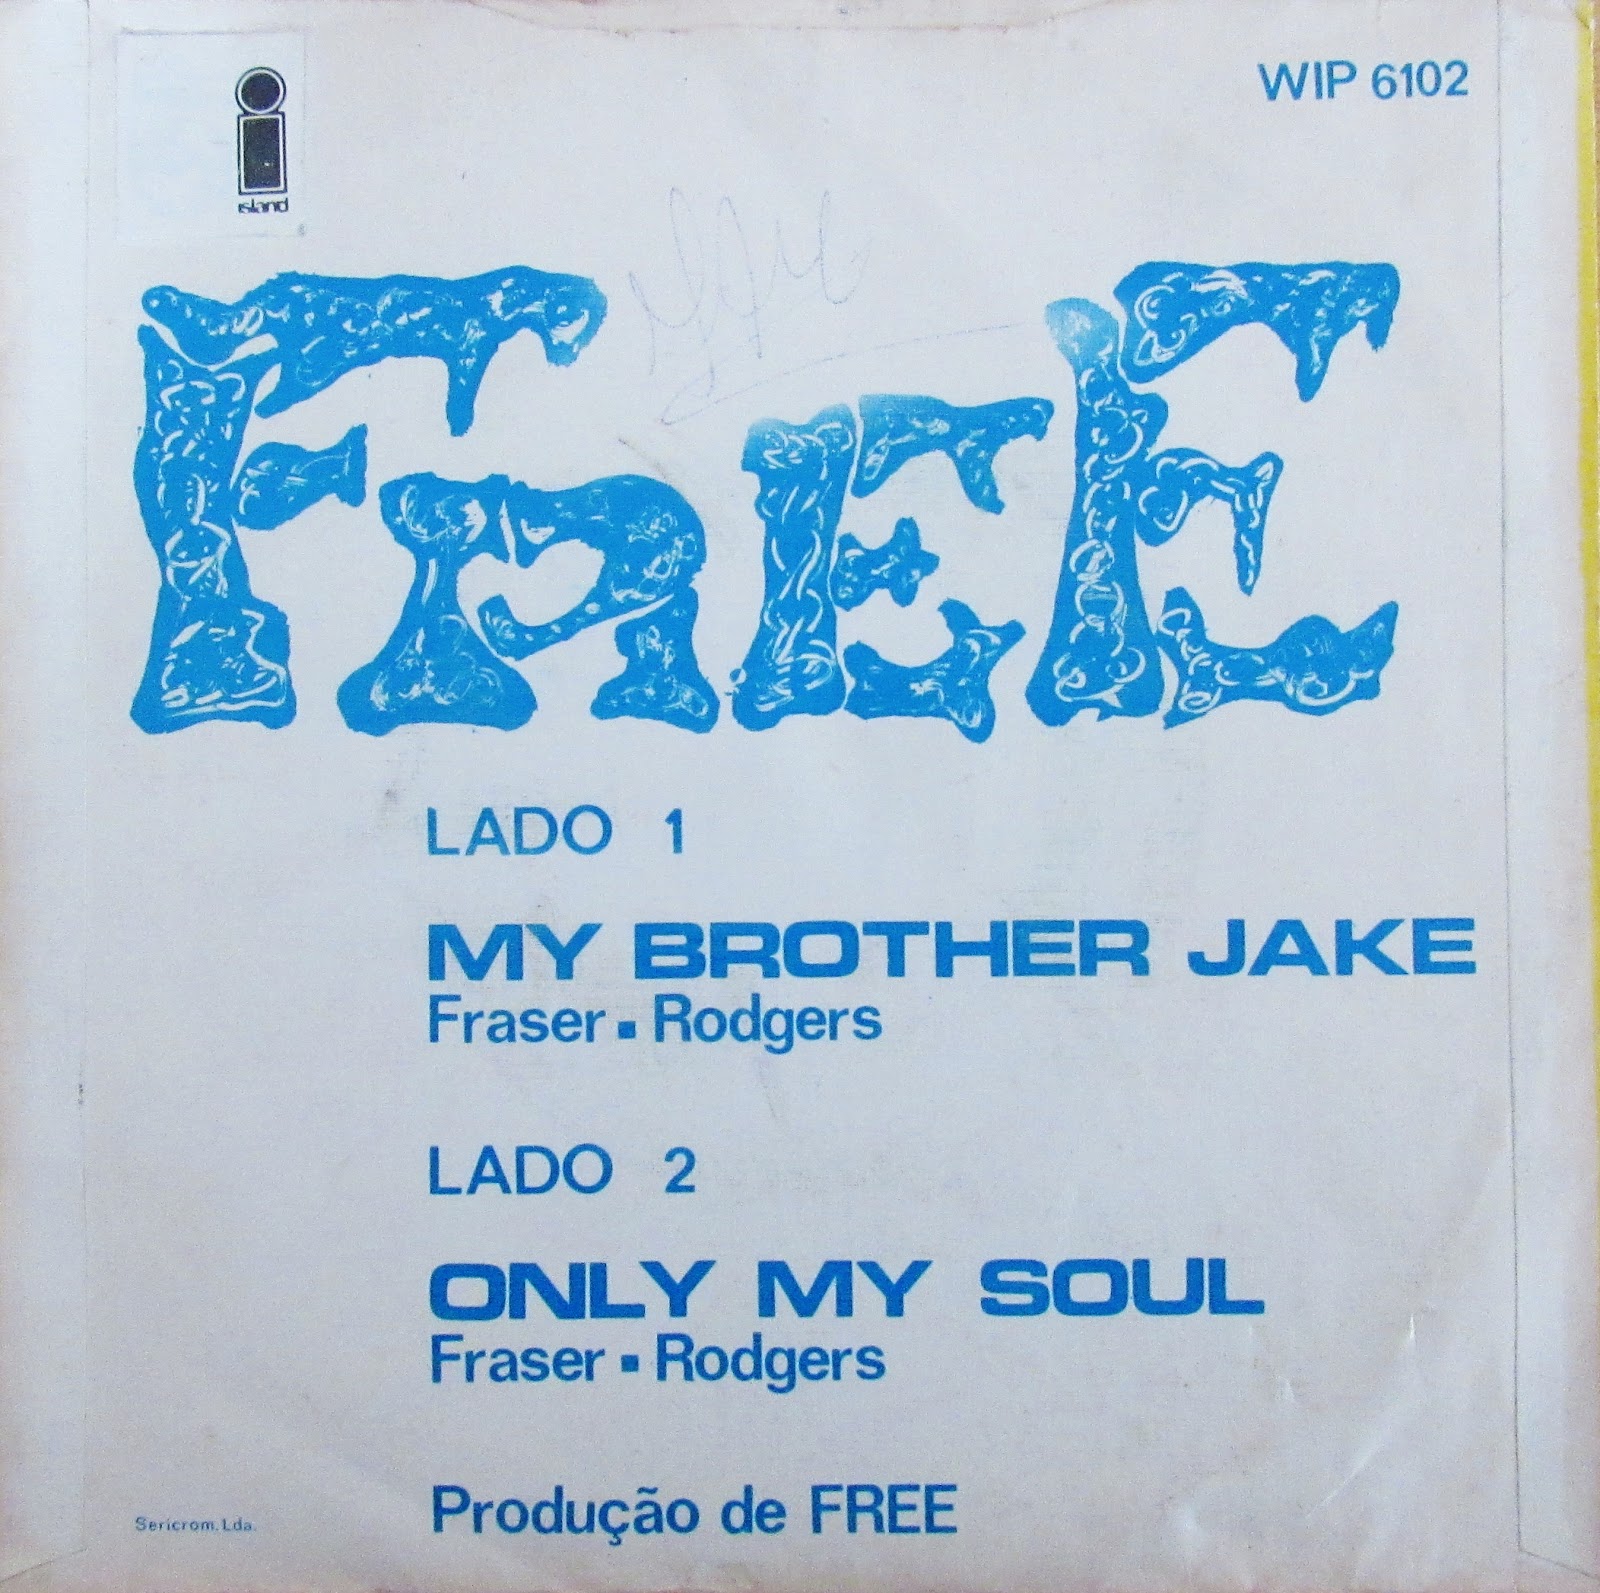 WIP 6102
island
FREE
LADO 1
MY BROTHER JAKE
Fraser ▪ Rodgers
LADO 2
ONLY MY SOUL
Fraser ▪ Rodgers
Produção de FREE
Sericrom. Lda.